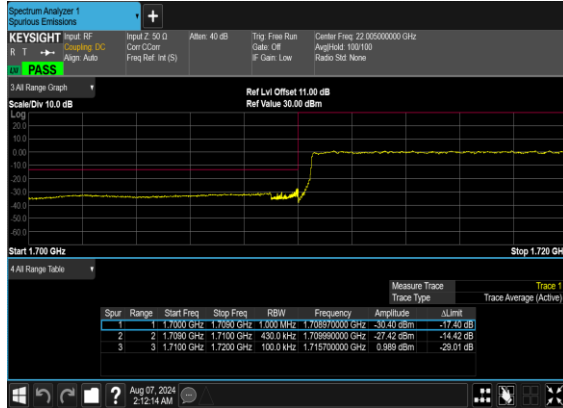 Spectrum Analyzer 1
Spurious Emissions
+
KEYSIGHT Input: RF Input Z: 50 Ω Atten: 40 dB Trig: Free Run Center Freq: 22.005000000 GHz
R T Coupling: DC Corr CCorr Gate: Off Avg|Hold: 100/100
Align: Auto Freq Ref: Int (S) IF Gain: Low Radio Std: None
LXI PASS
3 All Range Graph
Ref Lvl Offset 11.00 dB
Scale/Div 10.0 dB Ref Value 30.00 dBm
Log
20.0
10.0
0.00
-10.0
-20.0
-30.0
-40.0
-50.0
-60.0
Start 1.700 GHz Stop 1.720 GH
4 All Range Table
Measure Trace Trace 1
Trace Type Trace Average (Active)
Spur Range Start Freq Stop Freq RBW Frequency Amplitude ΔLimit
1 1 1.7000 GHz 1.7090 GHz 1.000 MHz 1.708970000 GHz -30.40 dBm -17.40 dB
2 2 1.7090 GHz 1.7100 GHz 430.0 kHz 1.709990000 GHz -27.42 dBm -14.42 dB
3 3 1.7100 GHz 1.7200 GHz 100.0 kHz 1.715700000 GHz 0.989 dBm -29.01 dB
? Aug 07, 2024
2:12:14 AM